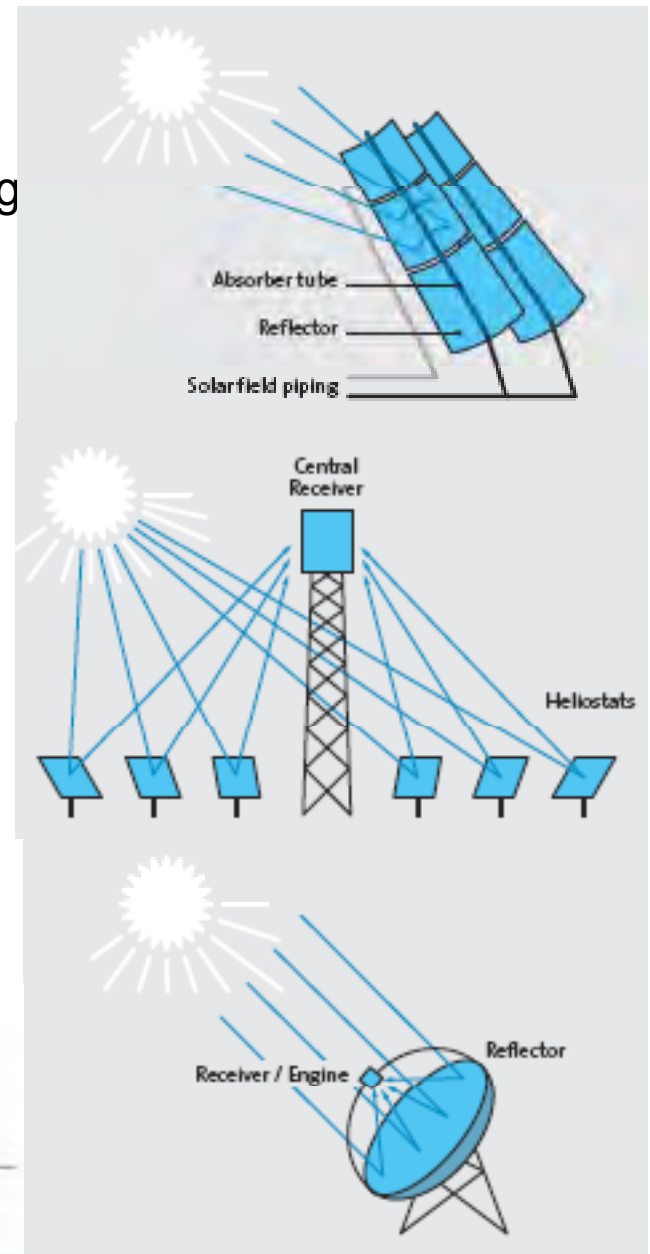 g
Absorber tube
Reflector
Solarfield piping
Central
Receiver
Heliostats
Reflector
Receiver / Engine